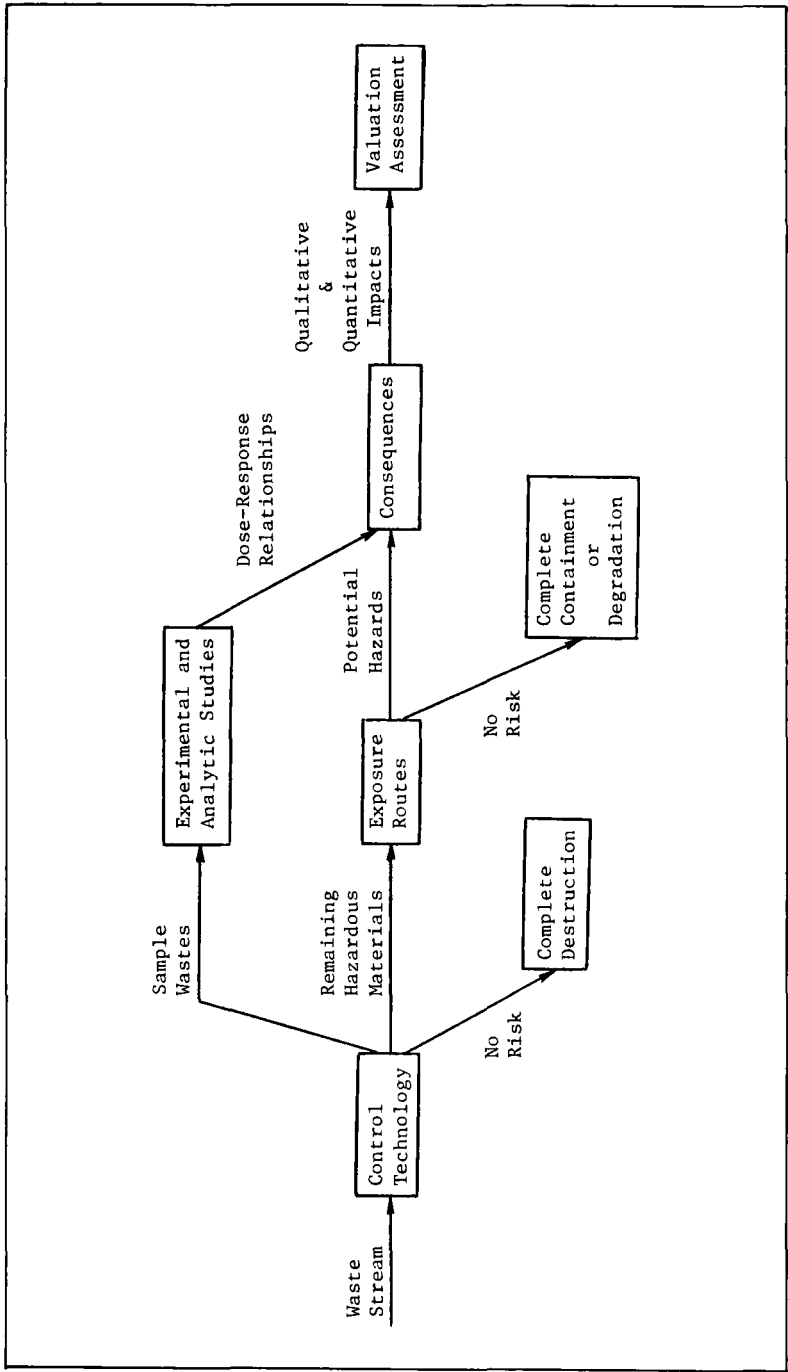 Waste
Stream
Control
Technology
Sample
Wastes
Remaining
Hazardous
Materials
No
Risk
Complete
Destruction
Experimental and
Analytic Studies
Exposure
Routes
Dose-Response
Relationships
Potential
Hazards
No
Risk
Complete
Containment
or
Degradation
Consequences
Qualitative
&
Quantitative
Impacts
Valuation
Assessment